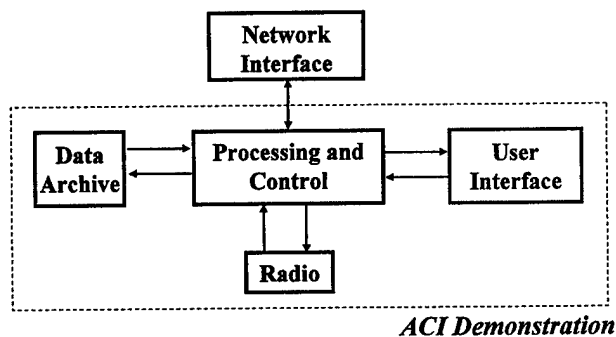 Network
Interface
Data
Archive
Processing and
Control
User
Interface
Radio
ACI Demonstration